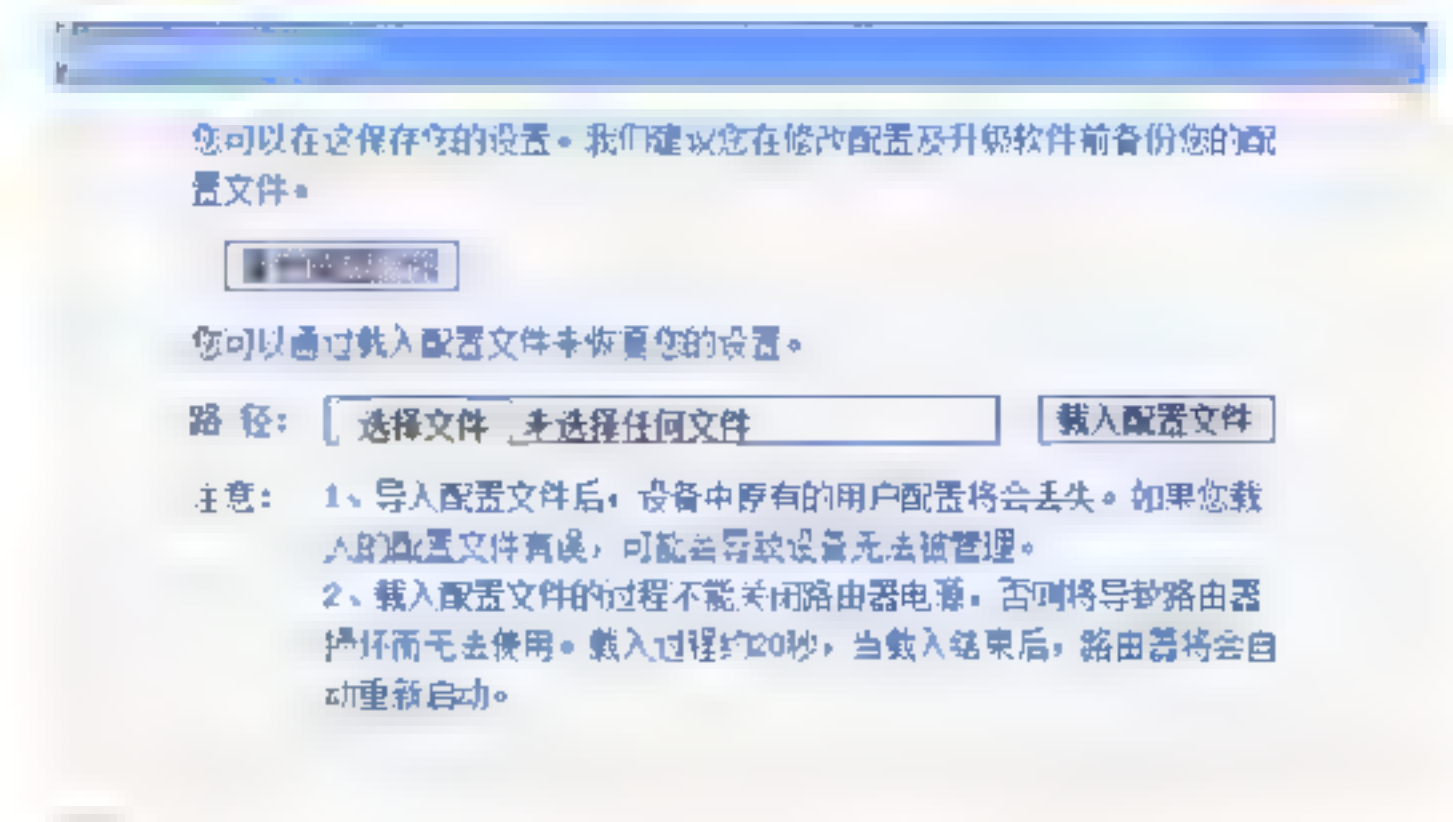 您可以在这保存您的设置。我们建议您在修改配置及升级软件前备份您的配
置文件。
您可以通过载入配置文件来恢复您的设置。
路 径: 选择文件 未选择任何文件 载入配置文件
注意: 1、导入配置文件后,设备中原有的用户配置将会丢失。如果您载
入的配置文件有误,可能会导致设备无法被管理。
2、载入配置文件的过程不能关闭路由器电源,否则将导致路由器
损坏而无法使用。载入过程约20秒,当载入结束后,路由器将会自
动重新启动。